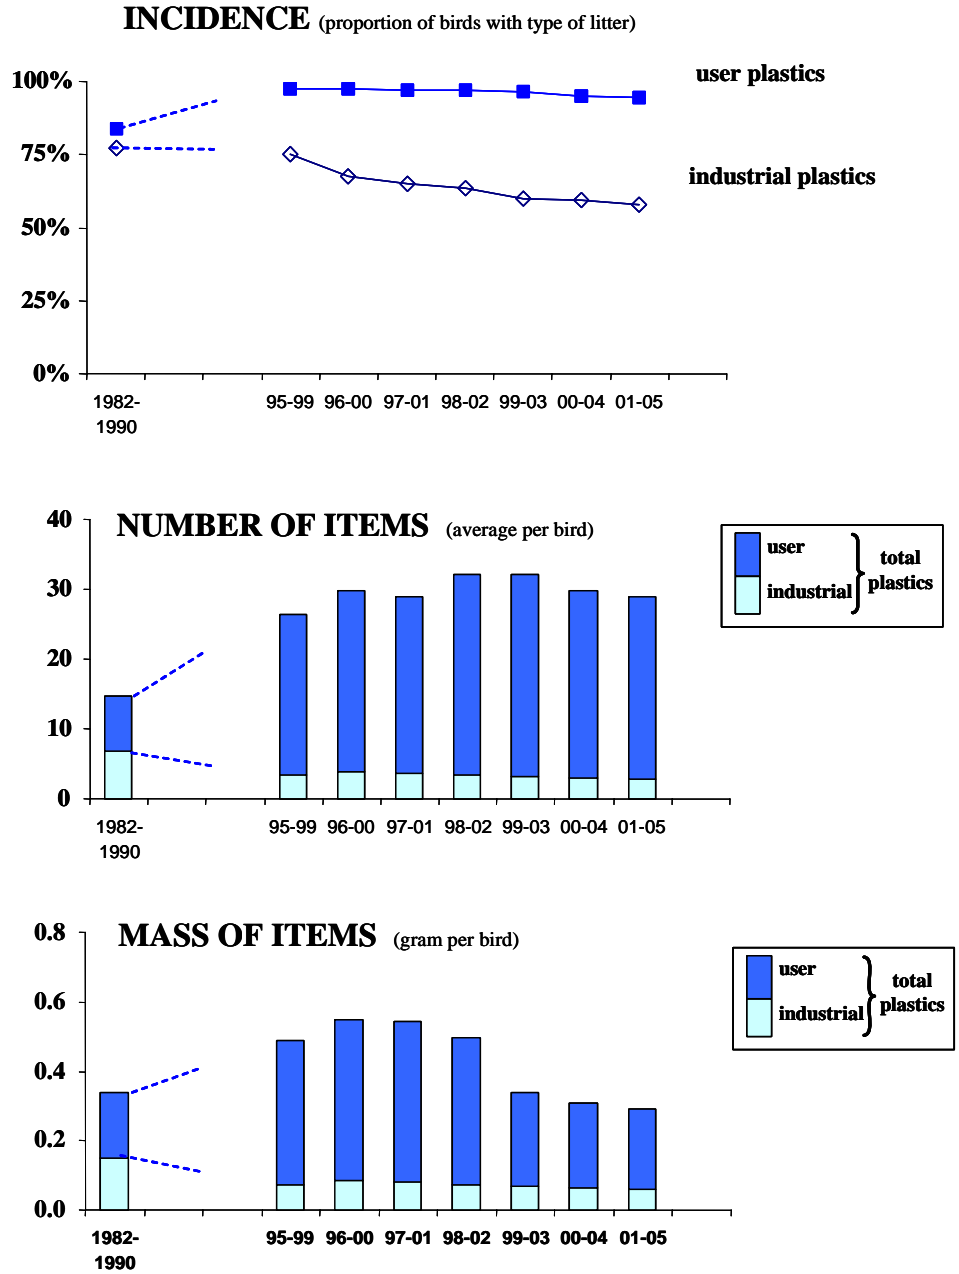 INCIDENCE (proportion of birds with type of litter)
100%
75%
50%
25%
0%
user plastics
industrial plastics
1982-
1990
95-99 96-00 97-01 98-02 99-03 00-04 01-05
NUMBER OF ITEMS (average per bird)
40
30
20
10
0
user
industrial
total
plastics
1982-
1990
95-99 96-00 97-01 98-02 99-03 00-04 01-05
MASS OF ITEMS (gram per bird)
0.8
0.6
0.4
0.2
0.0
user
industrial
total
plastics
1982-
1990
95-99 96-00 97-01 98-02 99-03 00-04 01-05